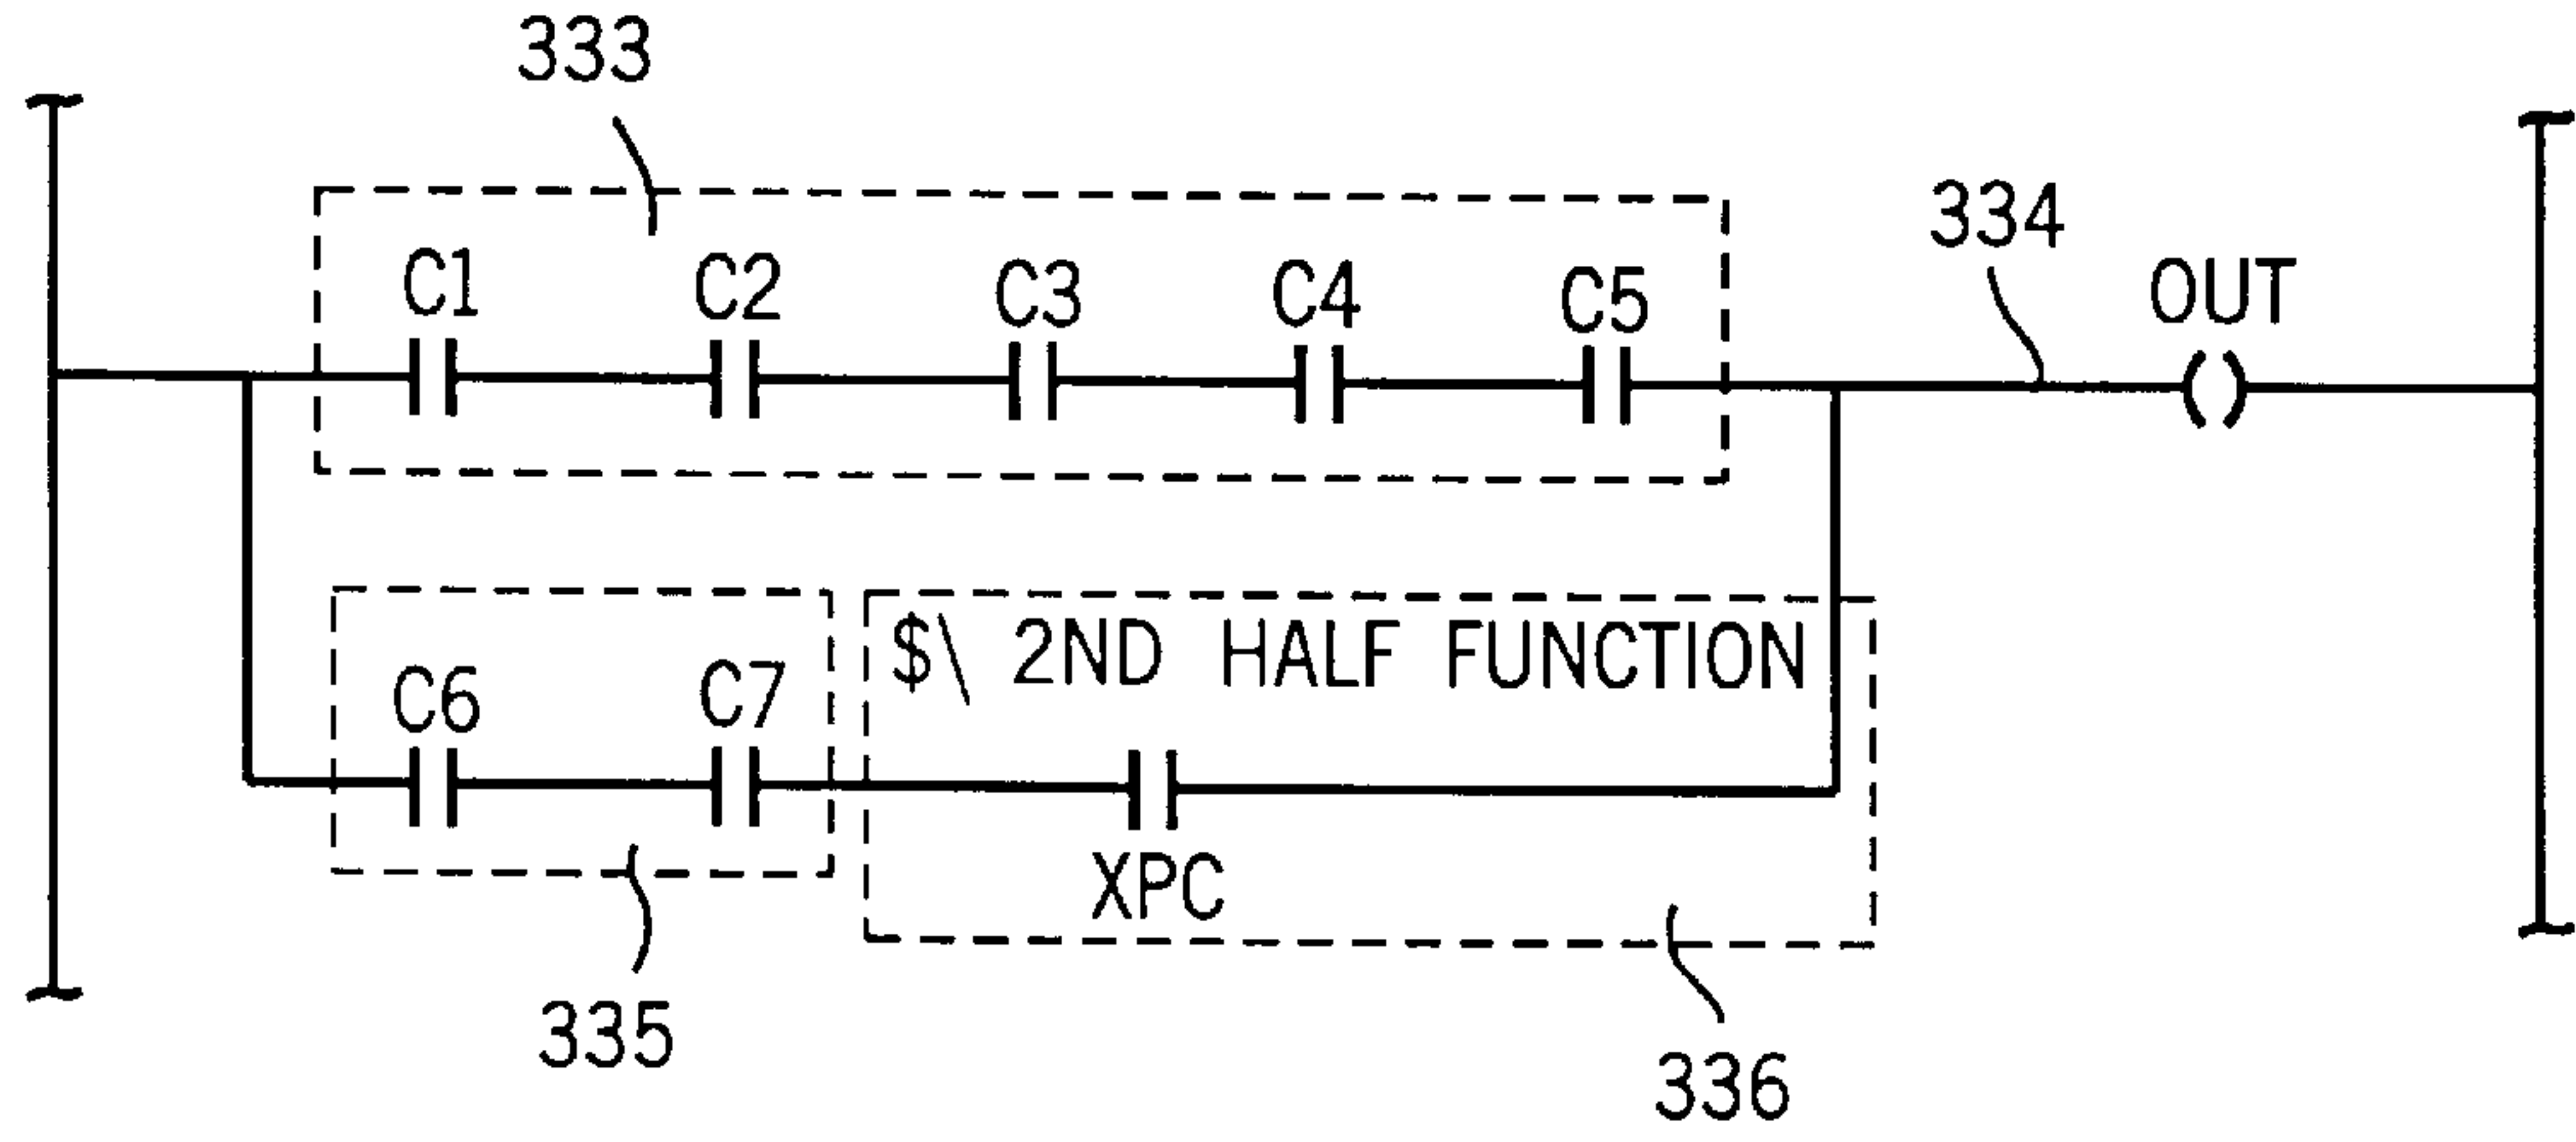 333
334
C1 C2 C3 C4 C5 OUT
$\ 2ND HALF FUNCTION
C6 C7
XPC
335
336